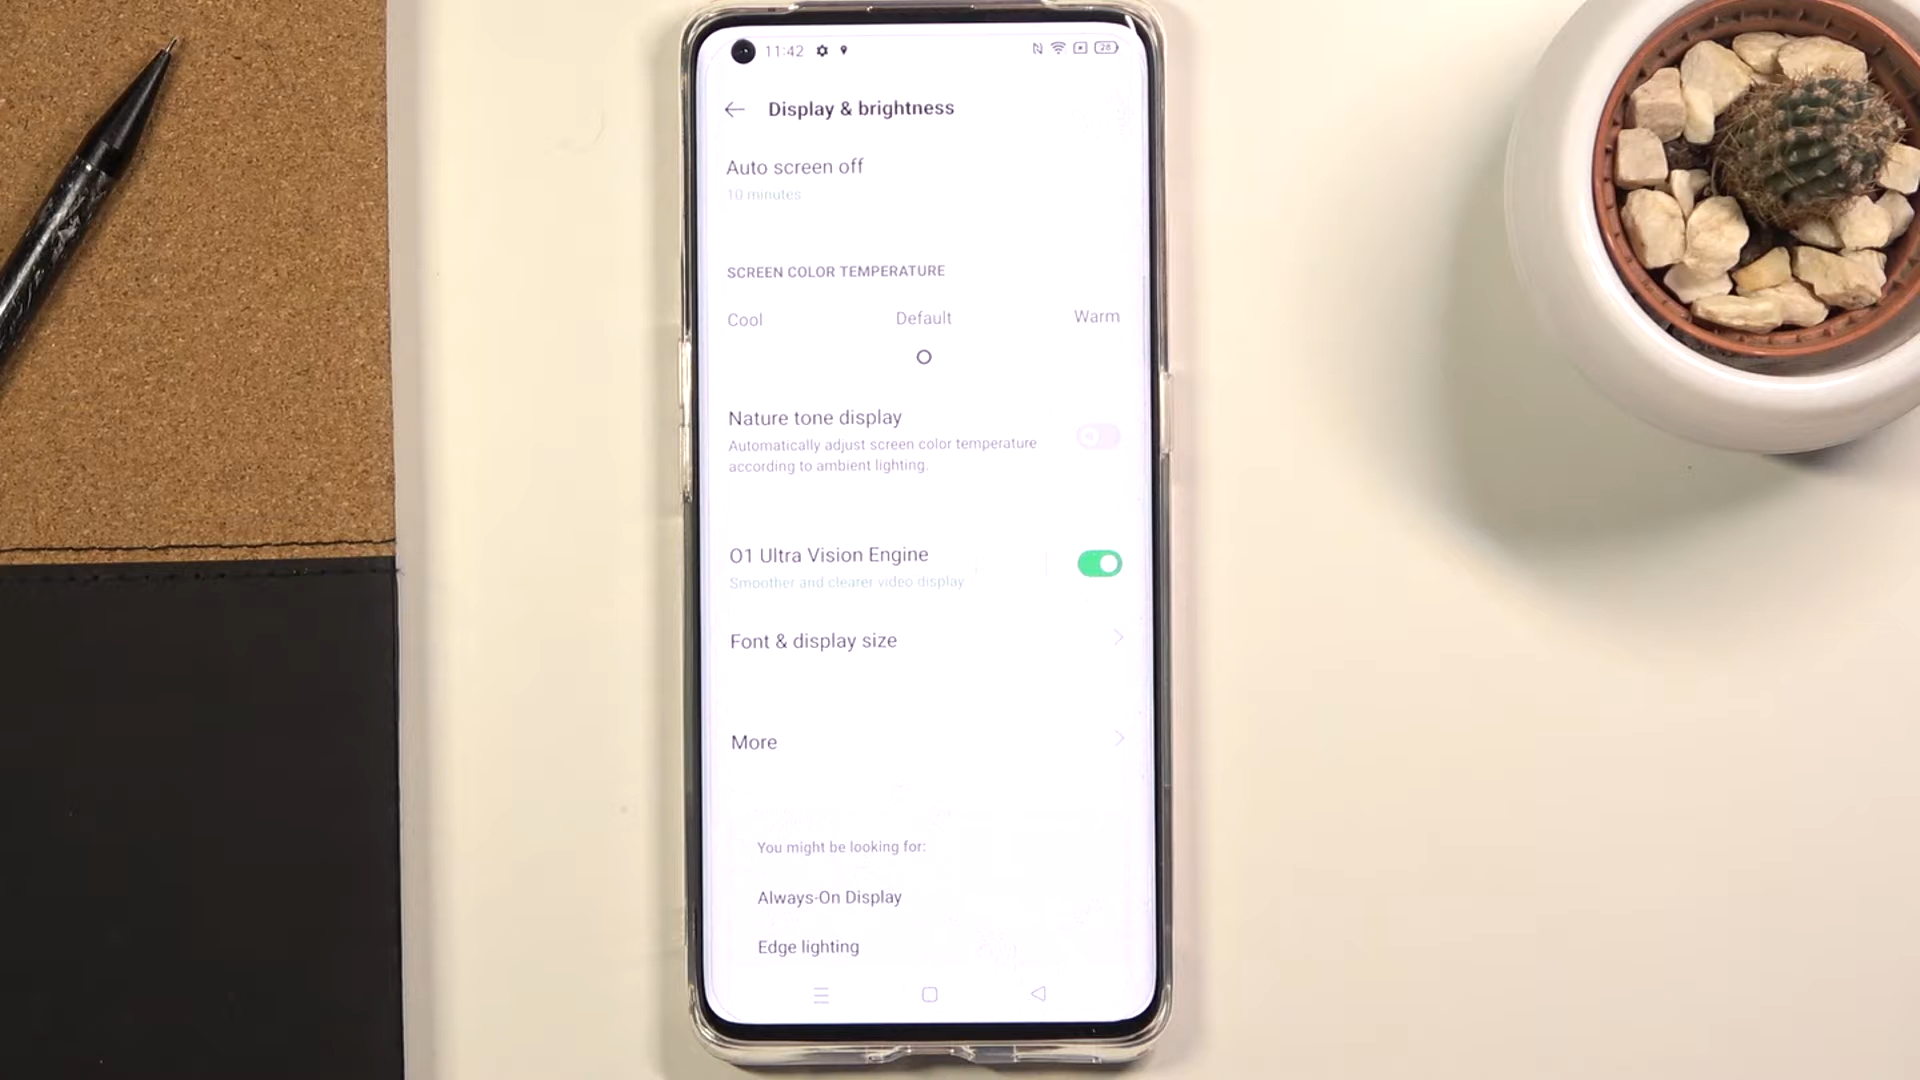 11:42
28
Display & brightness
Auto screen off
10 minutes
SCREEN COLOR TEMPERATURE
Cool Default Warm
Nature tone display
Automatically adjust screen color temperature
according to ambient lighting.
O1 Ultra Vision Engine
Smoother and clearer video display
Font & display size
More
You might be looking for:
Always-On Display
Edge lighting